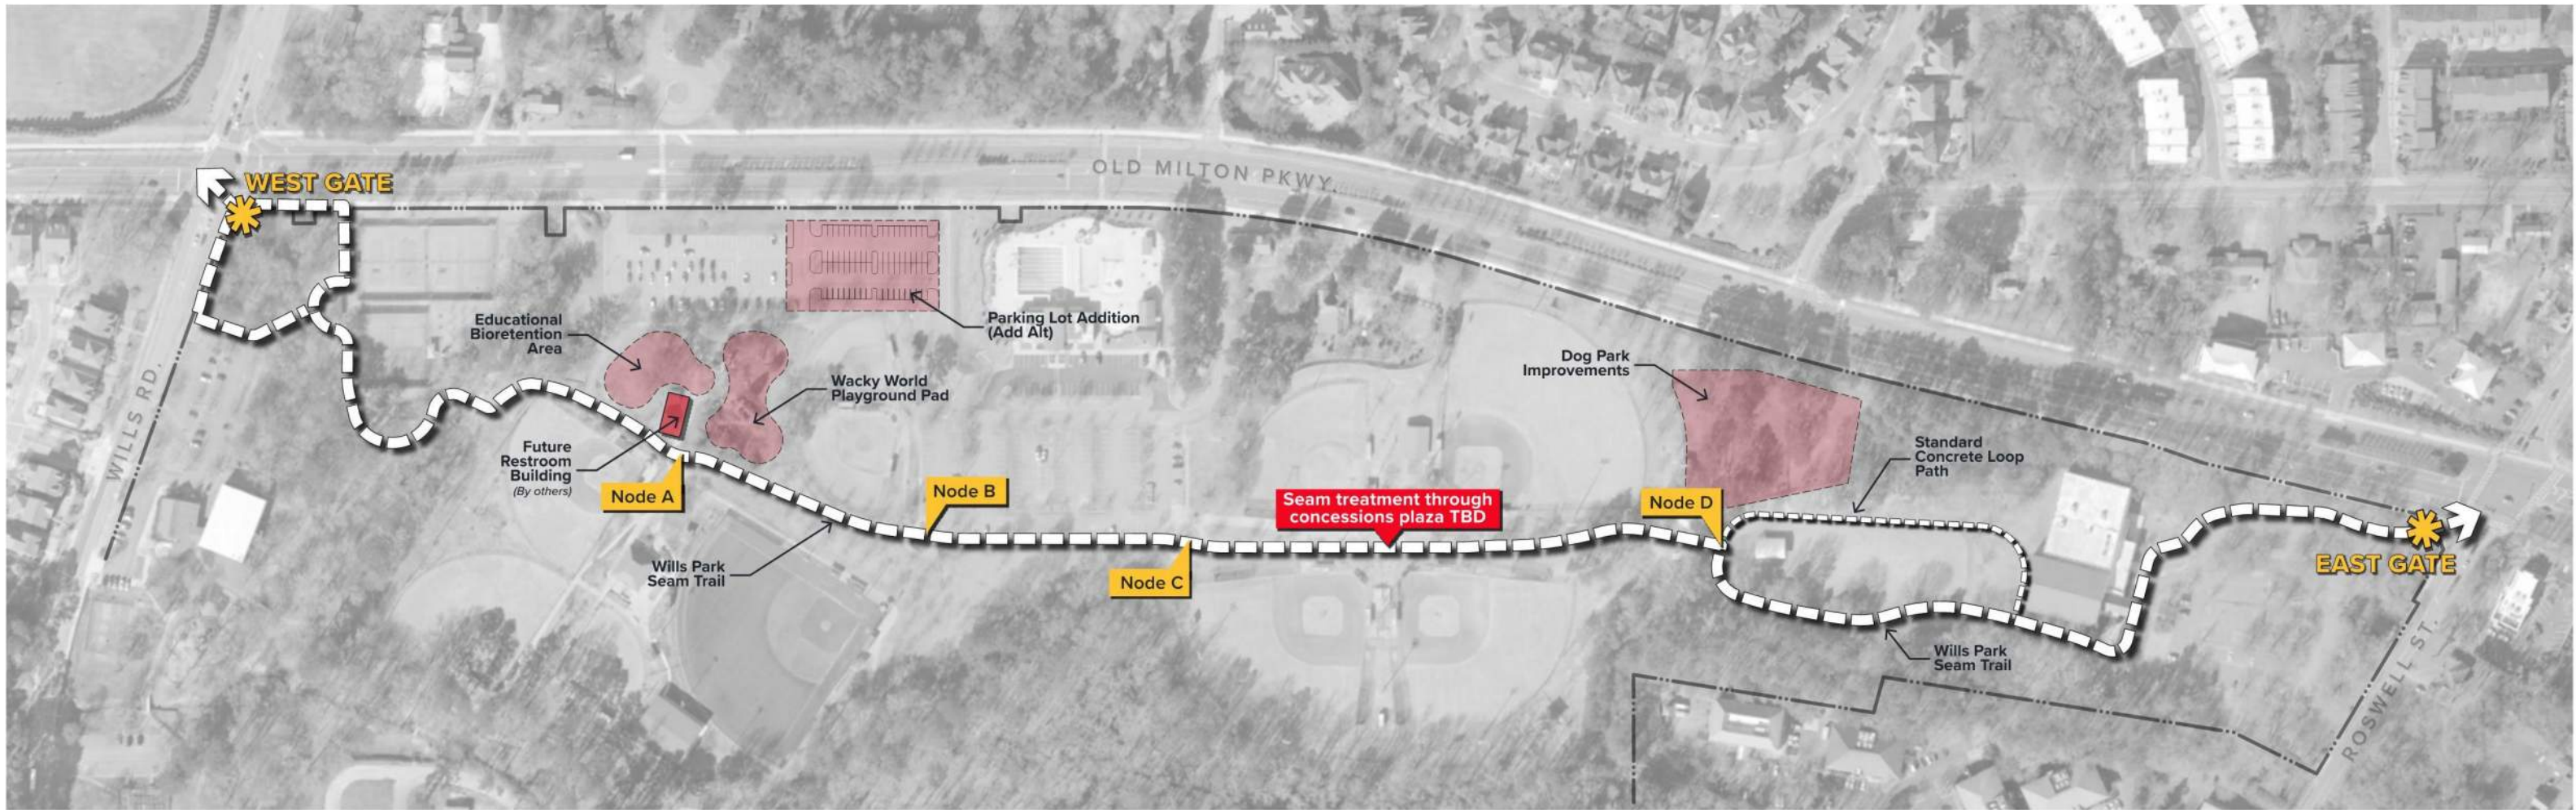 OLD MILTON PKWY.
WEST GATE
Educational
Bioretention
Area
Parking Lot Addition
(Add Alt)
Wacky World
Playground Pad
Dog Park
Improvements
WILLS RD.
Future
Restroom
Building
(By others)
Standard
Concrete Loop
Path
Node A
Node B
Seam treatment through
concessions plaza TBD
Node D
Wills Park
Seam Trail
Node C
EAST GATE
Wills Park
Seam Trail
ROSWELL ST.